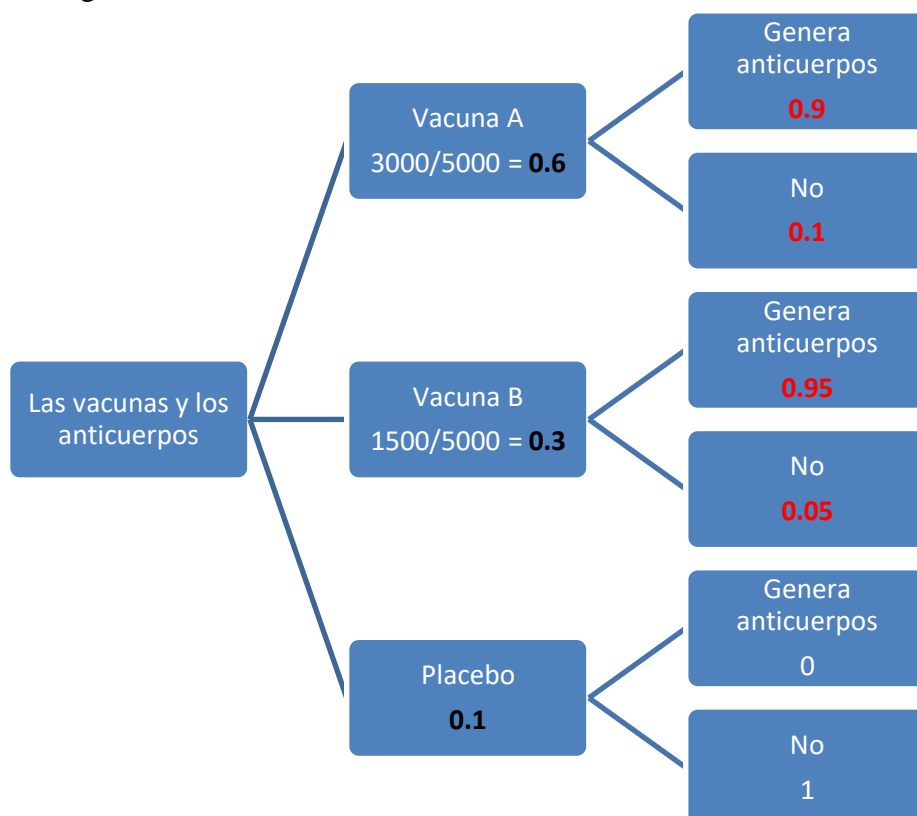 Genera
anticuerpos
0.9
Vacuna A
3000/5000 = 0.6
No
0.1
Genera
anticuerpos
0.95
Las vacunas y los
anticuerpos
Vacuna B
1500/5000 = 0.3
No
0.05
Genera
anticuerpos
0
Placebo
0.1
No
1